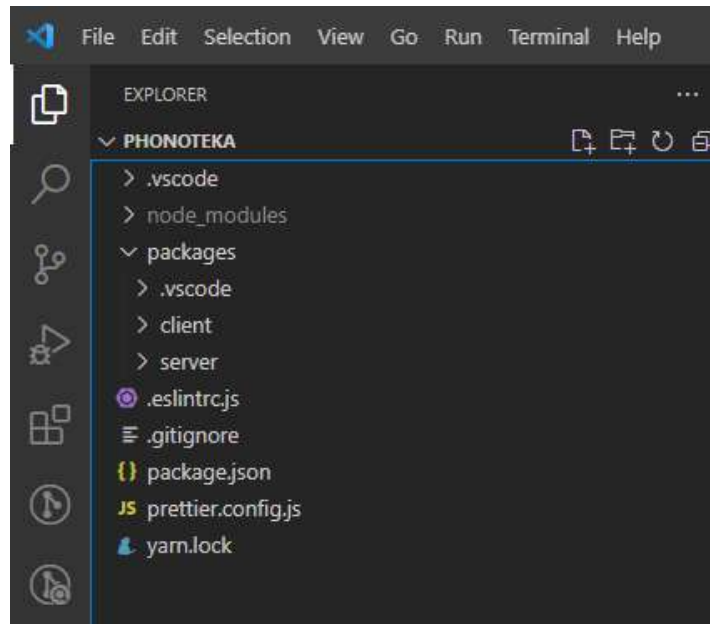 File Edit Selection View Go Run Terminal Help
EXPLORER
PHONOTEKA
.vscode
node_modules
packages
.vscode
client
server
.eslintrc.js
.gitignore
{} package.json
JS prettier.config.js
yarn.lock